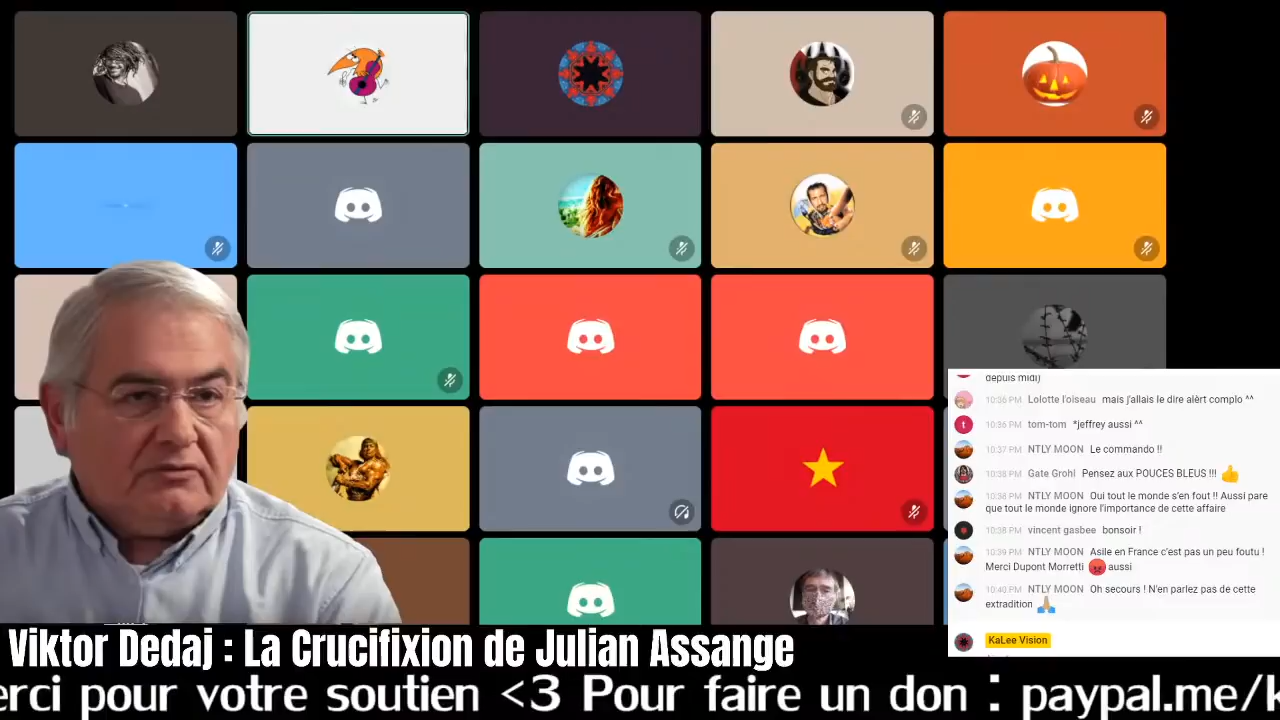 depuis midi)
10:36 PM Lolotte l'oiseau mais j'allais le dire alèrt complo ^^
t 10:36 PM tom-tom *jeffrey aussi ^^
10:37 PM NTLY MOON Le commando !!
10:38 PM Gate Grohl Pensez aux POUCES BLEUS !!! 👍
10:36 PM NTLY MOON Oui tout le monde s'en fout !! Aussi pare
que tout le monde ignore l'importance de cette affaire
10:38 PM vincent gasbee bonsoir !
10:39 PM NTLY MOON Asile en France c'est pas un peu foutu !
Merci Dupont Morretti 😡 aussi
10:40 PM NTLY MOON Oh secours ! N'en parlez pas de cette
extradition 🙏🏼
KaLee Vision
Viktor Dedaj : La Crucifixion de Julian Assange
erci pour votre soutien <3 Pour faire un don : paypal.me/k